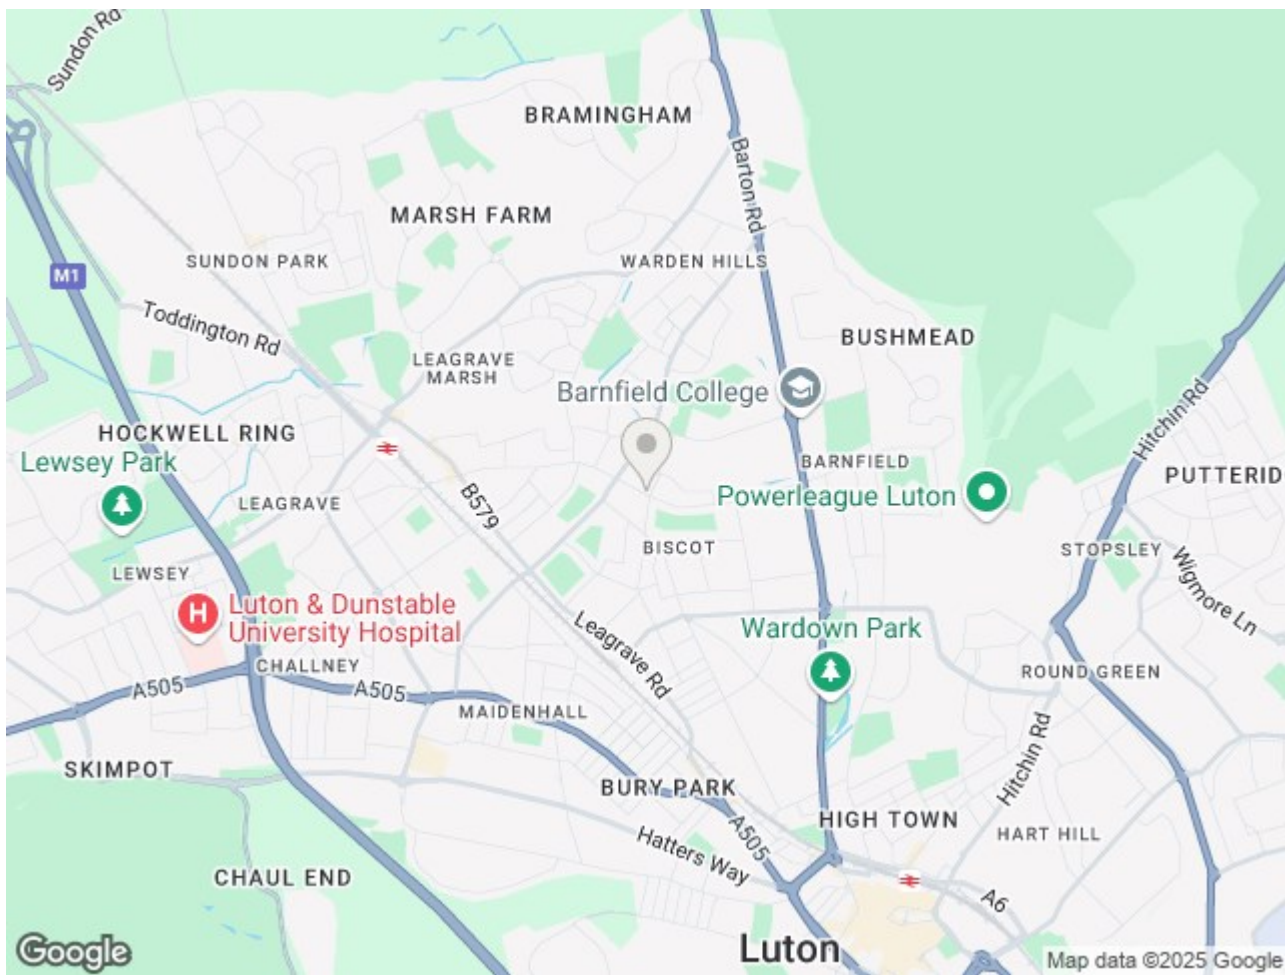 Sundon Rd
BRAMINGHAM
Barton Rd
MARSH FARM
SUNDON PARK
WARDEN HILLS
M1
Toddington Rd
BUSHMEAD
LEAGRAVE
MARSH
Barnfield College
Hitchin Rd
HOCKWELL RING
Lewsey Park
BARNFIELD
PUTTERID
LEAGRAVE
B579
Powerleague Luton
BISCOT
STOPSLEY
LEWSEY
Wigmore Ln
Luton & Dunstable
University Hospital
Leagrave Rd
Wardown Park
CHALLNEY
ROUND GREEN
A505
A505
MAIDENHALL
SKIMPOT
BURY PARK
Hitchin Rd
HIGH TOWN
HART HILL
A505
Hatters Way
CHAUL END
A6
Luton
Google
Map data ©2025 Google